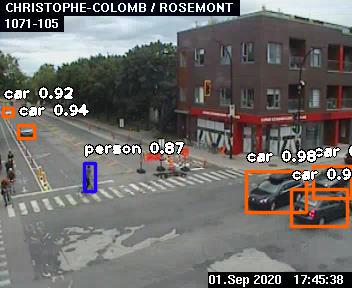 CHRISTOPHE-COLOMB / ROSEMONT
1071-105
car 0.92
car 0.94
person 0.87
car 0.98
car 0.9
01.Sep 2020 17:45:38